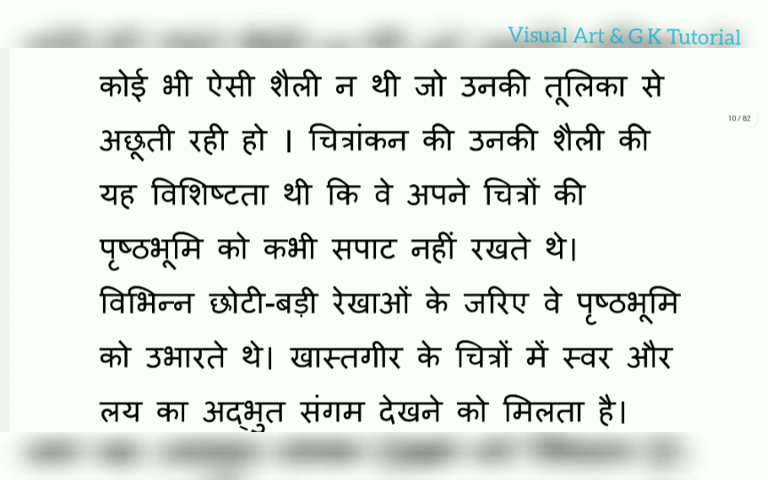 Visual Art & G K Tutorial
कोई भी ऐसी शैली न थी जो उनकी तूलिका से
10 / 82
अछूती रही हो । चित्रांकन की उनकी शैली की
यह विशिष्टता थी कि वे अपने चित्रों की
पृष्ठभूमि को कभी सपाट नहीं रखते थे।
विभिन्न छोटी-बड़ी रेखाओं के जरिए वे पृष्ठभूमि
को उभारते थे। खास्तगीर के चित्रों में स्वर और
लय का अद्भुत संगम देखने को मिलता है।